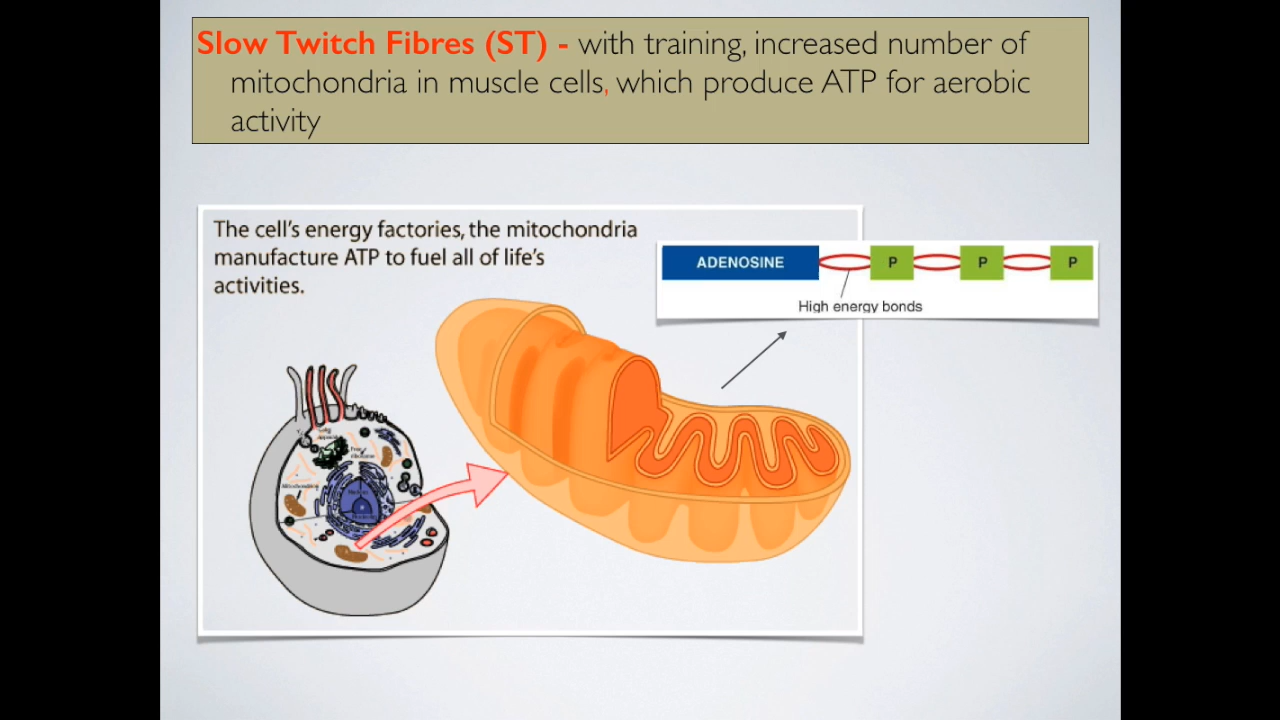 Slow Twitch Fibres (ST) - with training, increased number of
mitochondria in muscle cells, which produce ATP for aerobic
activity
The cell's energy factories, the mitochondria
manufacture ATP to fuel all of life's
activities.
ADENOSINE P P P
High energy bonds